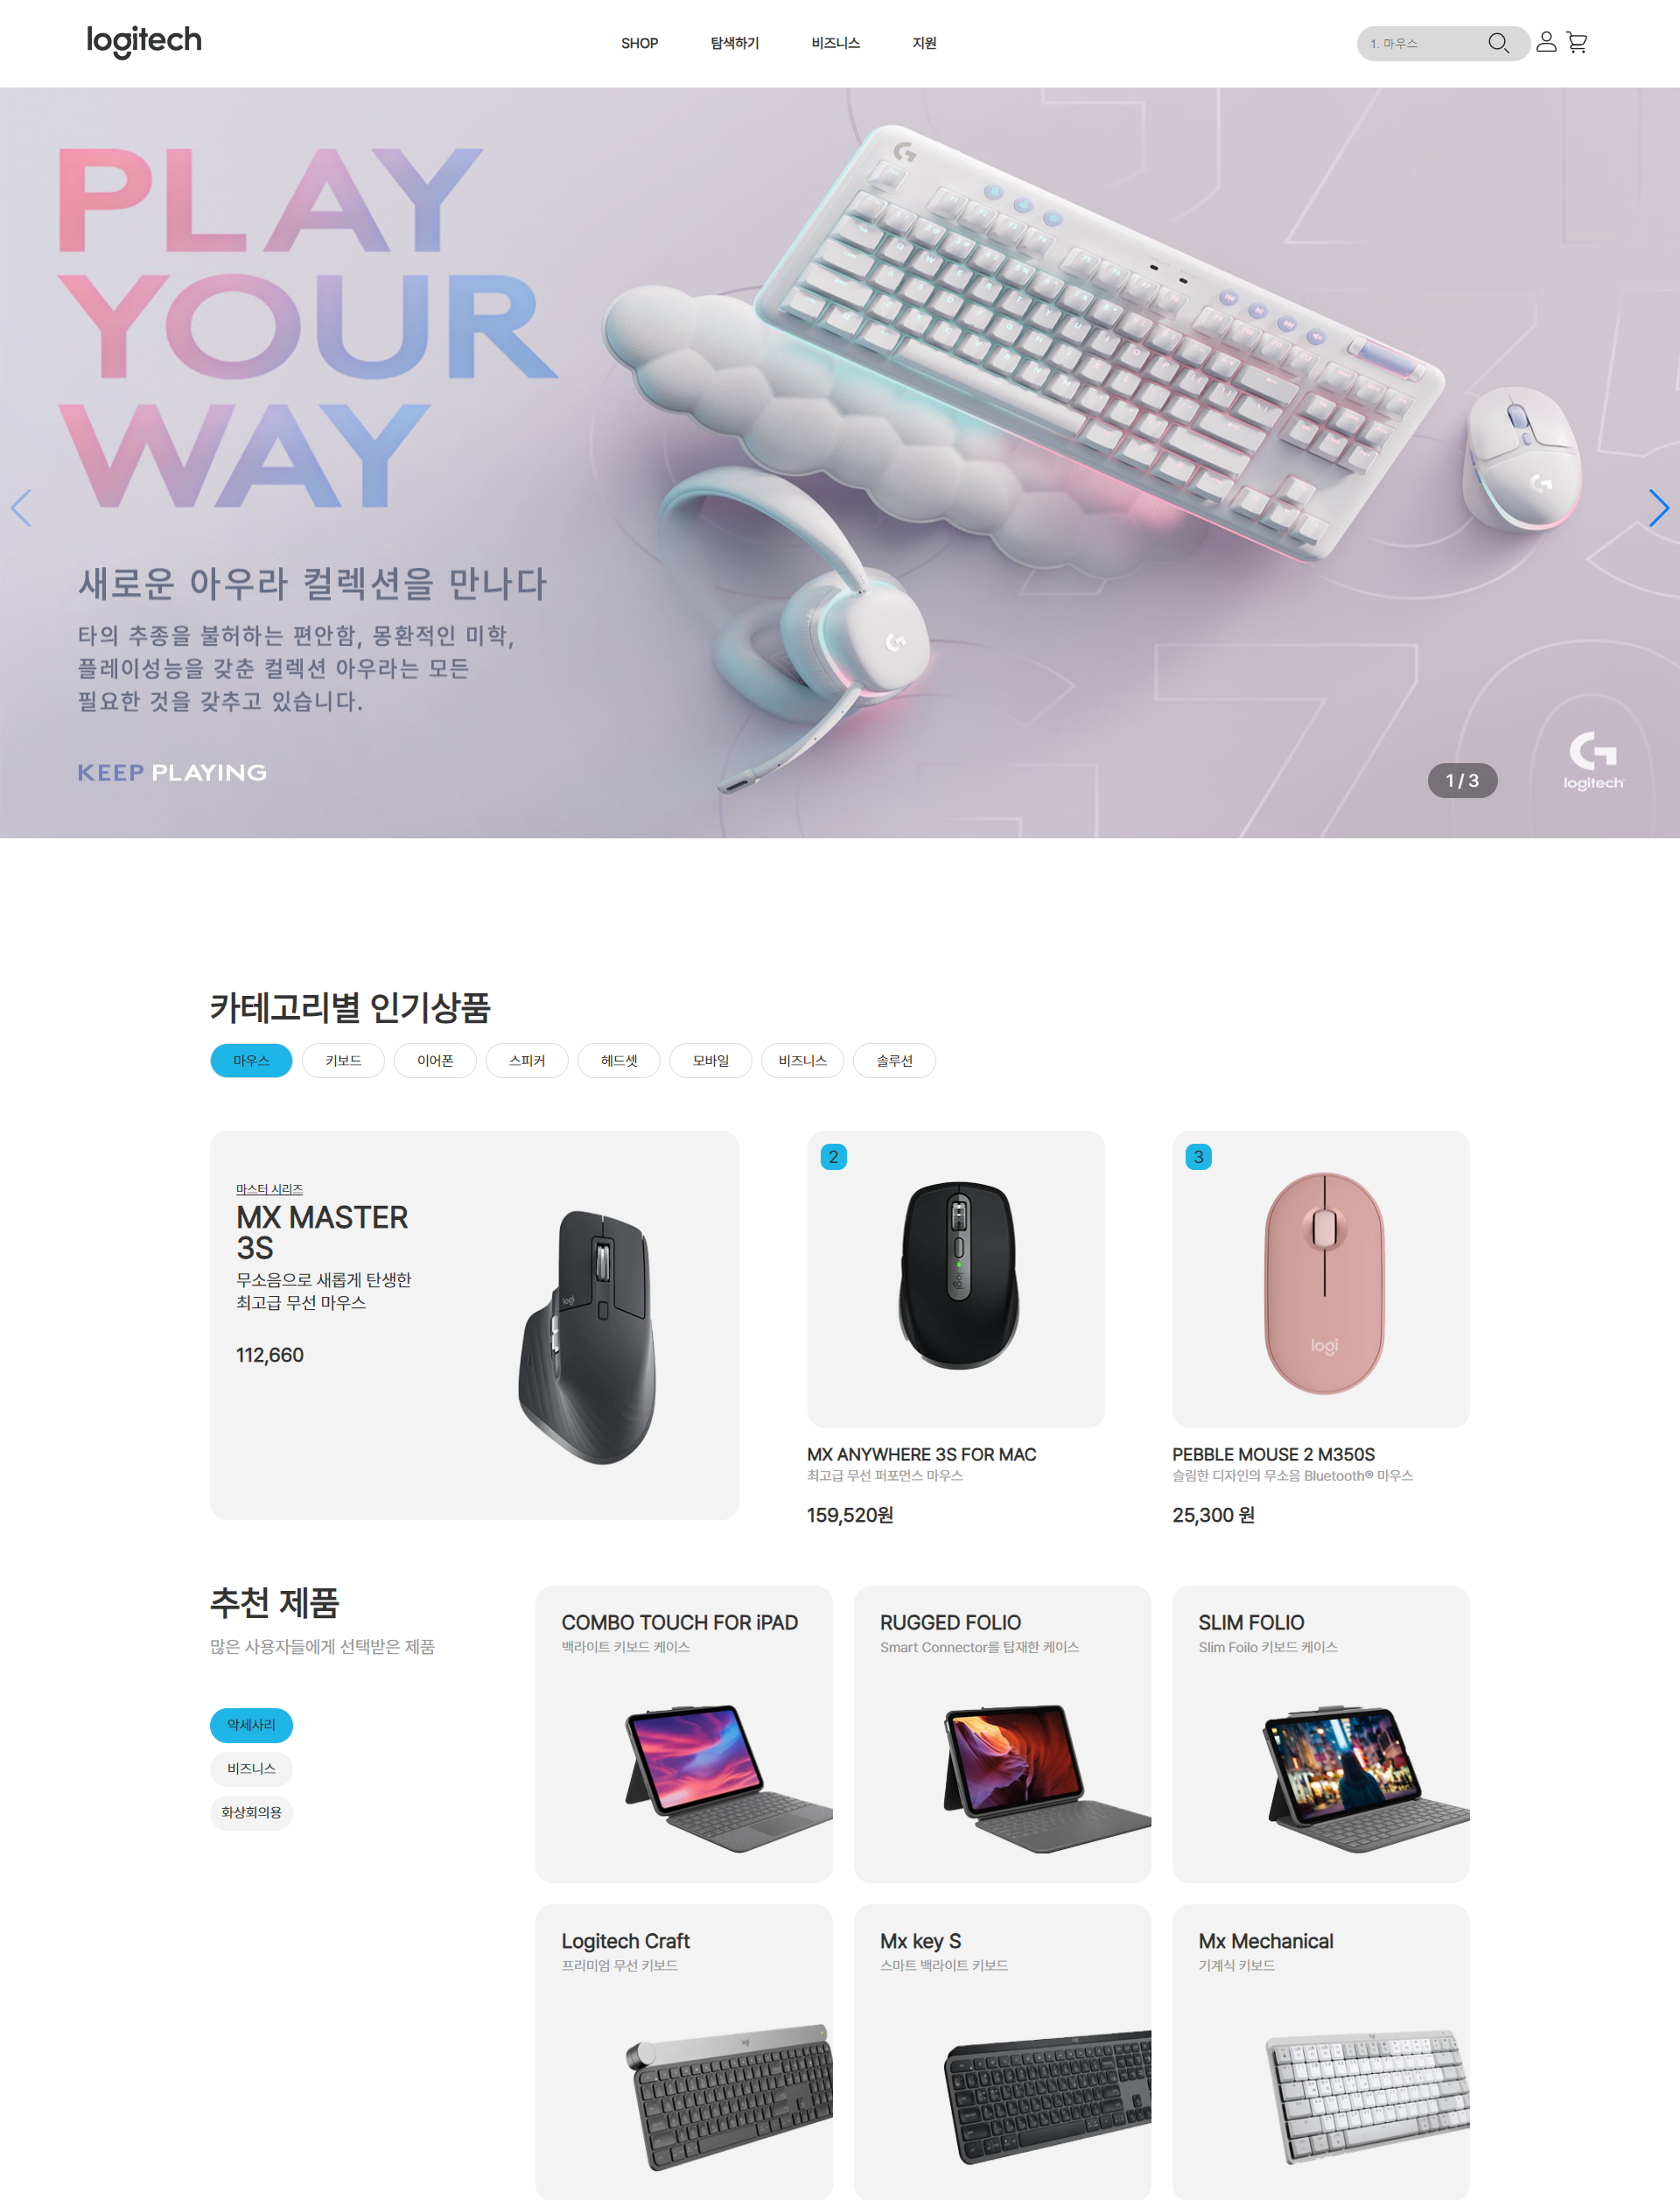 logitech
SHOP
탐색하기
비즈니스
지원
1. 마우스
PLAY
YOUR
WAY
새로운 아우라 컬렉션을 만나다
타의 추종을 불허하는 편안함, 몽환적인 미학,
플레이성능을 갖춘 컬렉션 아우라는 모든
필요한 것을 갖추고 있습니다.
KEEP PLAYING
1 / 3
logitech
카테고리별 인기상품
마우스
키보드
이어폰
스피커
헤드셋
모바일
비즈니스
솔루션
마스터 시리즈
MX MASTER
3S
무소음으로 새롭게 탄생한
최고급 무선 마우스
112,660
logi
2
logi
MX ANYWHERE 3S FOR MAC
최고급 무선 퍼포먼스 마우스
159,520원
3
logi
PEBBLE MOUSE 2 M350S
슬림한 디자인의 무소음 Bluetooth® 마우스
25,300 원
추천 제품
많은 사용자들에게 선택받은 제품
악세사리
비즈니스
화상회의용
COMBO TOUCH FOR iPAD
백라이트 키보드 케이스
RUGGED FOLIO
Smart Connector를 탑재한 케이스
SLIM FOLIO
Slim Foilo 키보드 케이스
Logitech Craft
프리미엄 무선 키보드
Mx key S
스마트 백라이트 키보드
Mx Mechanical
기계식 키보드